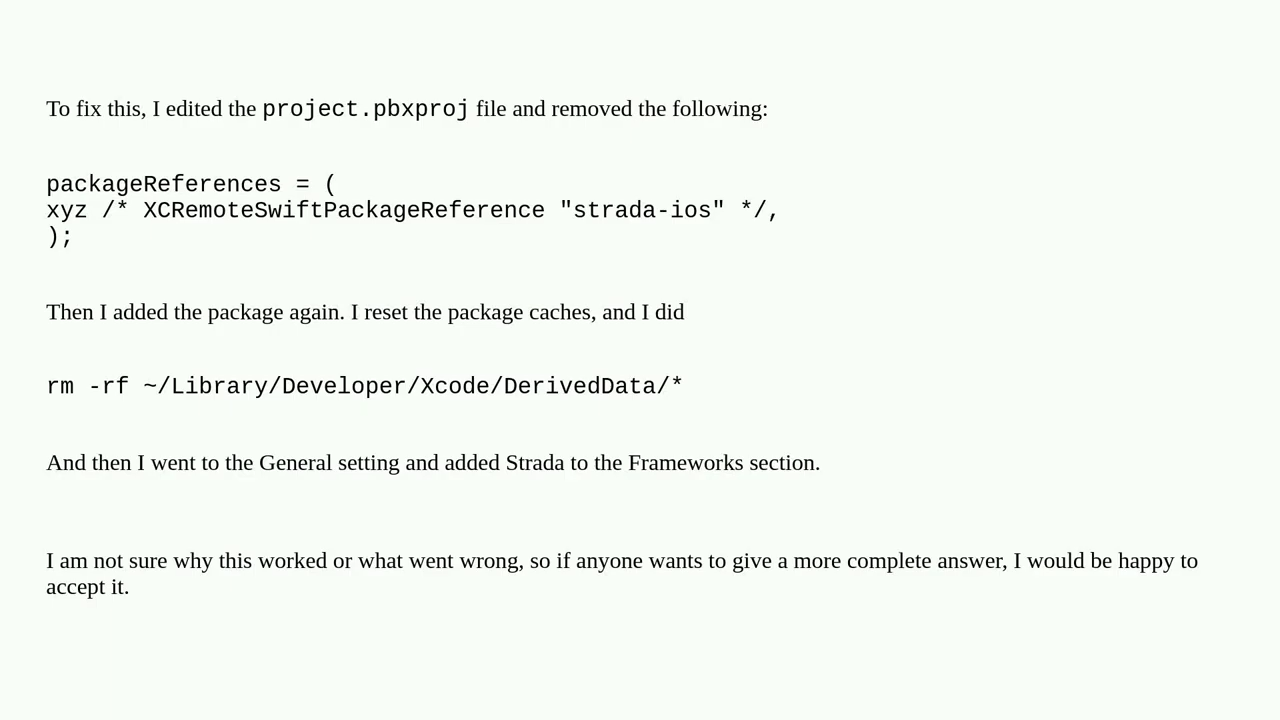 To fix this, I edited the project.pbxproj file and removed the following:
packageReferences = (
xyz /* XCRemoteSwiftPackageReference "strada-ios" */,
);
Then I added the package again. I reset the package caches, and I did
rm -rf ~/Library/Developer/Xcode/DerivedData/*
And then I went to the General setting and added Strada to the Frameworks section.
I am not sure why this worked or what went wrong, so if anyone wants to give a more complete answer, I would be happy to
accept it.